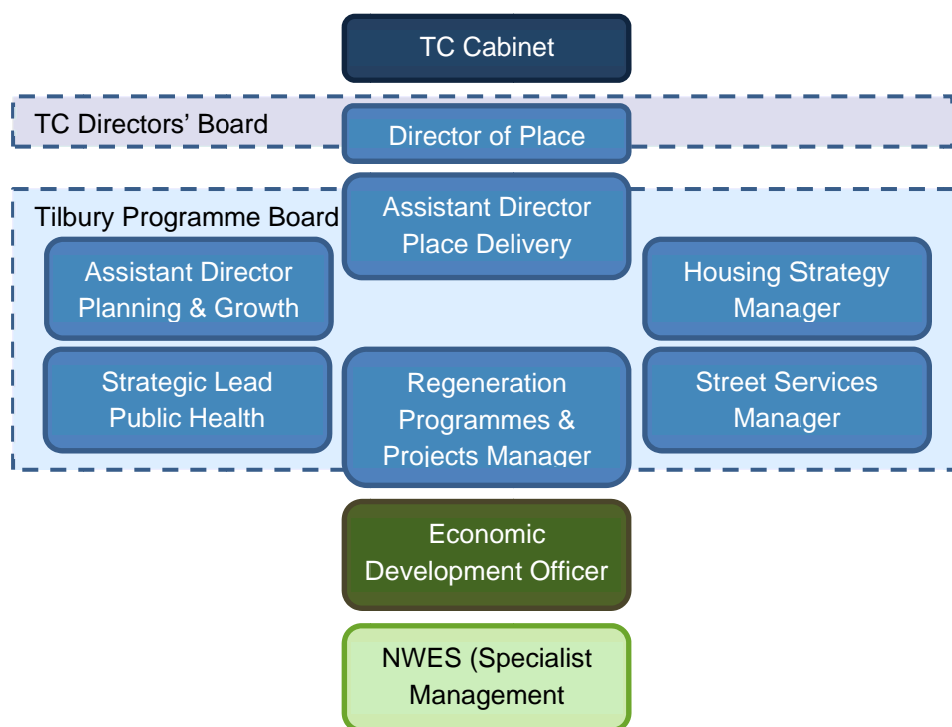 TC Cabinet
TC Directors' Board
Director of Place
Tilbury Programme Board
Assistant Director
Place Delivery
Assistant Director
Planning & Growth
Housing Strategy
Manager
Strategic Lead
Public Health
Regeneration
Programmes &
Projects Manager
Street Services
Manager
Economic
Development Officer
NWES (Specialist
Management